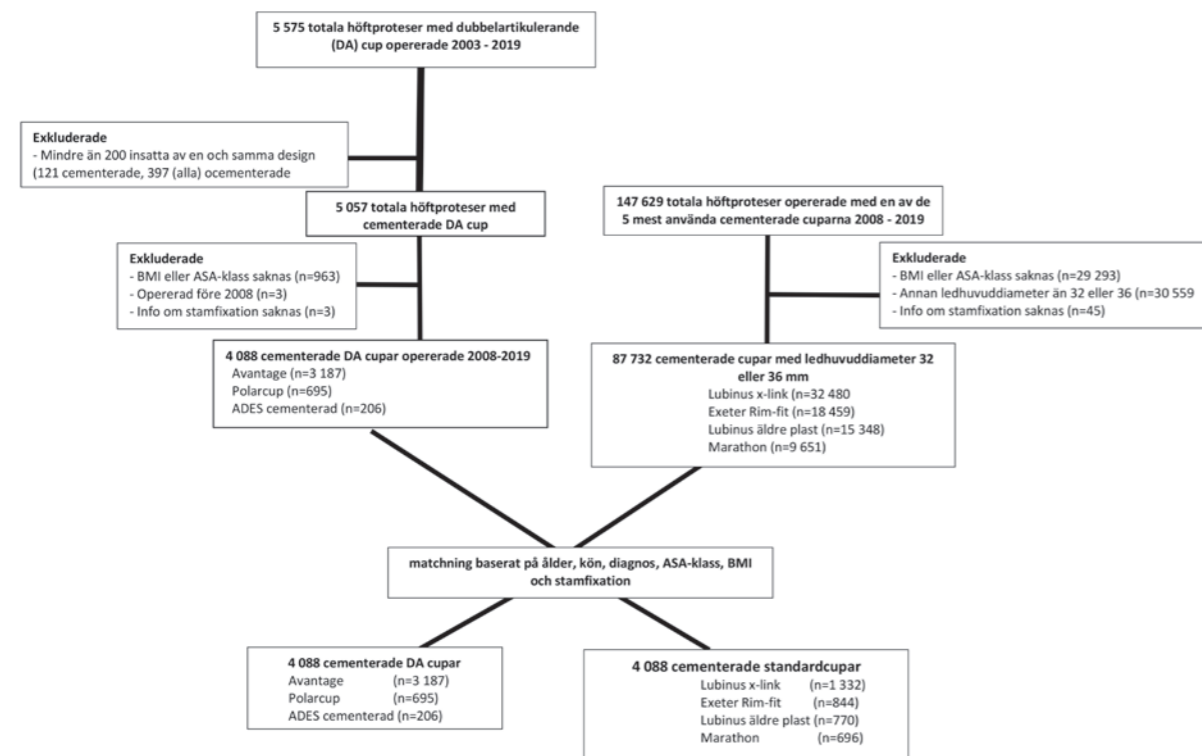 5 575 totala höftproteser med dubbelartikulerande
(DA) cup opererade 2003 - 2019
Exkluderade
- Mindre än 200 insatta av en och samma design
(121 cementerade, 397 (alla) ocementerade
5 057 totala höftproteser med
cementerade DA cup
147 629 totala höftproteser opererade med en av de
5 mest använda cementerade cuparna 2008 - 2019
Exkluderade
- BMI eller ASA-klass saknas (n=963)
- Opererad före 2008 (n=3)
- Info om stamfixation saknas (n=3)
Exkluderade
- BMI eller ASA-klass saknas (n=29 293)
- Annan ledhuvuddiameter än 32 eller 36 (n=30 559
- Info om stamfixation saknas (n=45)
4 088 cementerade DA cupar opererade 2008-2019
Avantage (n=3 187)
Polarcup (n=695)
ADES cementerad (n=206)
87 732 cementerade cupar med ledhuvuddiameter 32
eller 36 mm
Lubinus x-link (n=32 480
Exeter Rim-fit (n=18 459)
Lubinus äldre plast (n=15 348)
Marathon (n=9 651)
matchning baserat på ålder, kön, diagnos, ASA-klass, BMI
och stamfixation
4 088 cementerade DA cupar
Avantage (n=3 187)
Polarcup (n=695)
ADES cementerad (n=206)
4 088 cementerade standardcupar
Lubinus x-link (n=1 332)
Exeter Rim-fit (n=844)
Lubinus äldre plast (n=770)
Marathon (n=696)